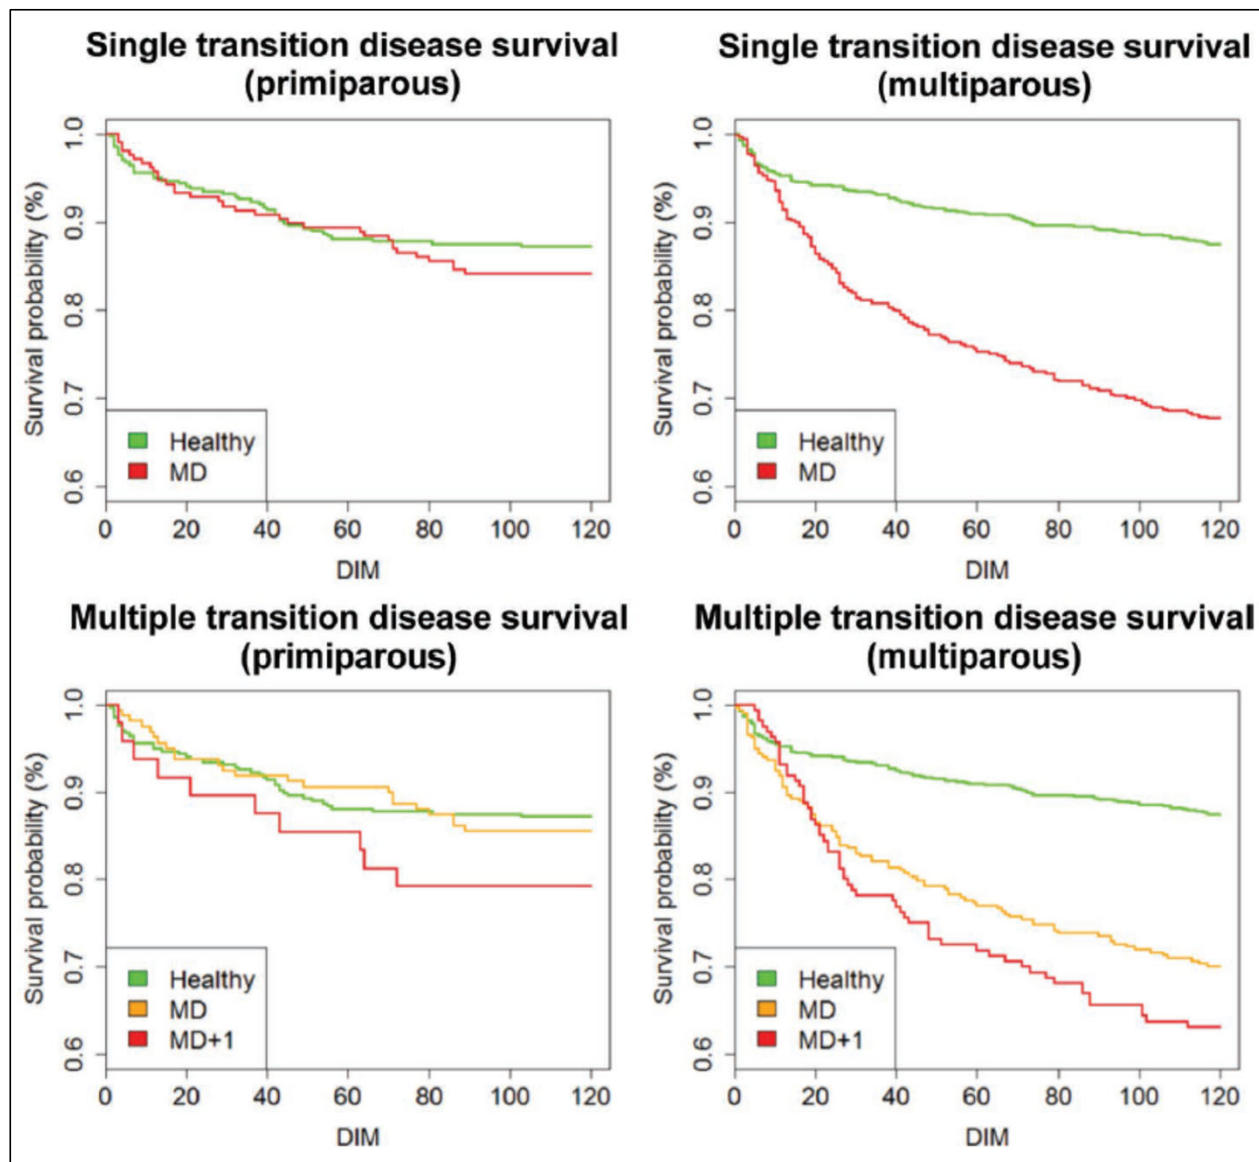 Single transition disease survival
(primiparous)
Survival probability (%)
1.0
0.9
0.8
0.7
0.6
Healthy
MD
0 20 40 60 80 100 120
DIM
Single transition disease survival
(multiparous)
Survival probability (%)
1.0
0.9
0.8
0.7
0.6
Healthy
MD
0 20 40 60 80 100 120
DIM
Multiple transition disease survival
(primiparous)
Survival probability (%)
1.0
0.9
0.8
0.7
0.6
Healthy
MD
MD+1
0 20 40 60 80 100 120
DIM
Multiple transition disease survival
(multiparous)
Survival probability (%)
1.0
0.9
0.8
0.7
0.6
Healthy
MD
MD+1
0 20 40 60 80 100 120
DIM